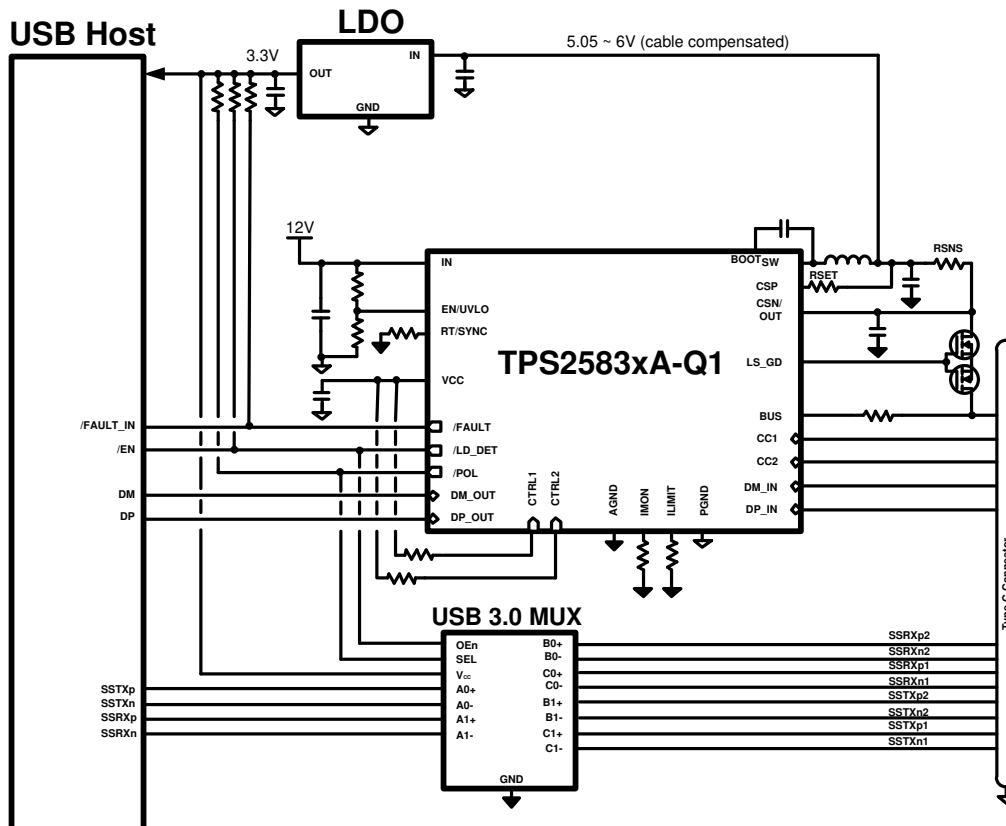 USB Host
LDO
3.3V
OUT
IN
GND
5.05 ~ 6V (cable compensated)
12V
IN
EN/UVLO
RT/SYNC
VCC
/FAULT
/LD_DET
/POL
DM_OUT
DP_OUT
CTRL1
CTRL2
AGND
IMON
ILIMIT
PGND
TPS2583xA-Q1
BOOT
SW
CSP
CSN/
OUT
LS_GD
BUS
CC1
CC2
DM_IN
DP_IN
RSET
RSNS
/FAULT_IN
/EN
DM
DP
SSTXp
SSTXn
SSRXp
SSRXn
USB 3.0 MUX
OEn
SEL
Vcc
A0+
A0-
A1+
A1-
B0+
B0-
C0+
C0-
B1+
B1-
C1+
C1-
GND
SSRXp2
SSRXn2
SSRXp1
SSRXn1
SSTXp2
SSTXn2
SSTXp1
SSTXn1
Type C Connector